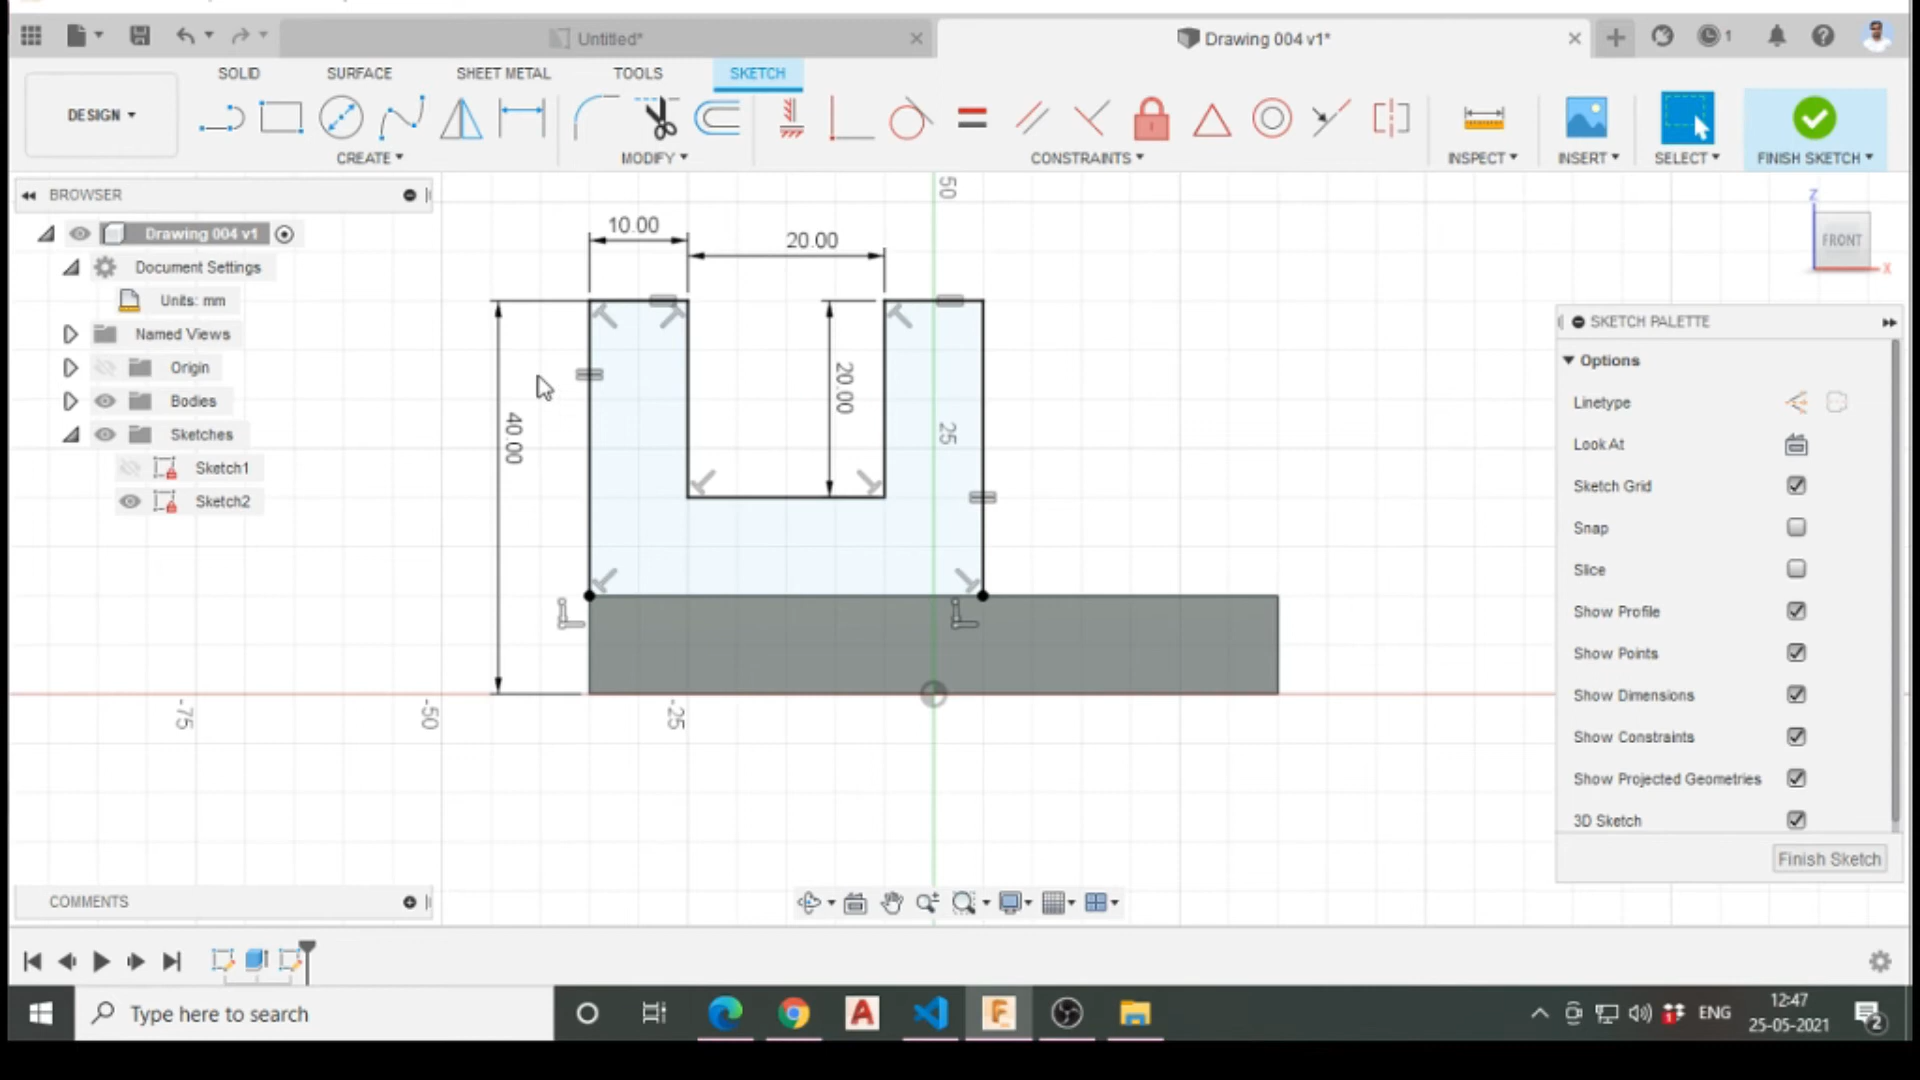 Untitled*
Drawing 004 v1*
1
SOLID
SURFACE
SHEET METAL
TOOLS
SKETCH
DESIGN
CREATE
MODIFY
CONSTRAINTS
INSPECT
INSERT
SELECT
FINISH SKETCH
BROWSER
Drawing 004 v1
Document Settings
Units: mm
Named Views
Origin
Bodies
Sketches
Sketch1
Sketch2
50
10.00
20.00
20.00
40.00
25
-75
-50
-25
Z
FRONT
X
SKETCH PALETTE
Options
Linetype
Look At
Sketch Grid
Snap
Slice
Show Profile
Show Points
Show Dimensions
Show Constraints
Show Projected Geometries
3D Sketch
Finish Sketch
COMMENTS
Type here to search
ENG
12:47
25-05-2021
2